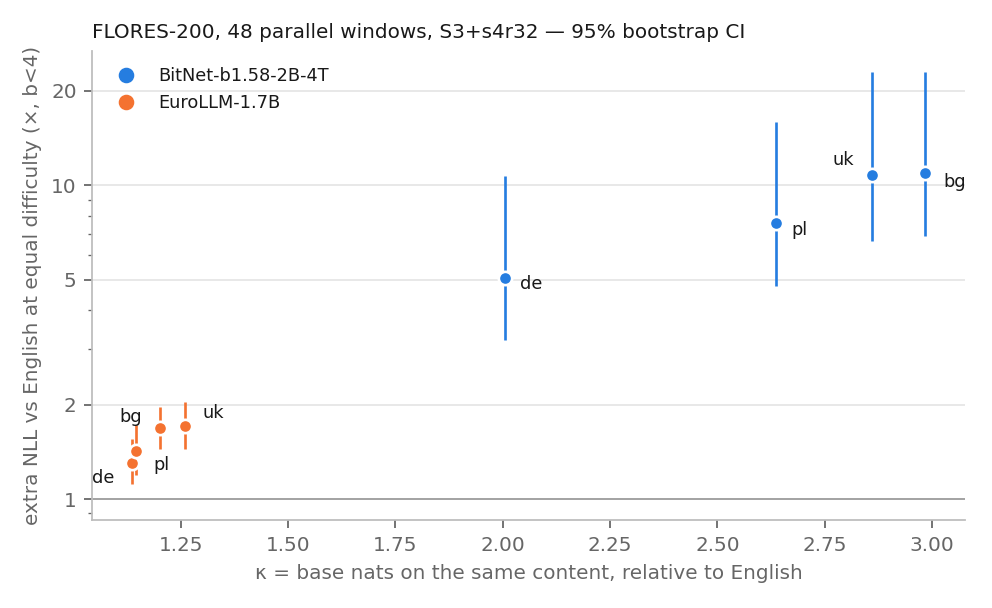 FLORES-200, 48 parallel windows, S3+s4r32 — 95% bootstrap CI
BitNet-b1.58-2B-4T
EuroLLM-1.7B
extra NLL vs English at equal difficulty (×, b<4)
20
10
5
2
1
uk
bg
pl
de
bg
uk
pl
de
1.25
1.50
1.75
2.00
2.25
2.50
2.75
3.00
κ = base nats on the same content, relative to English